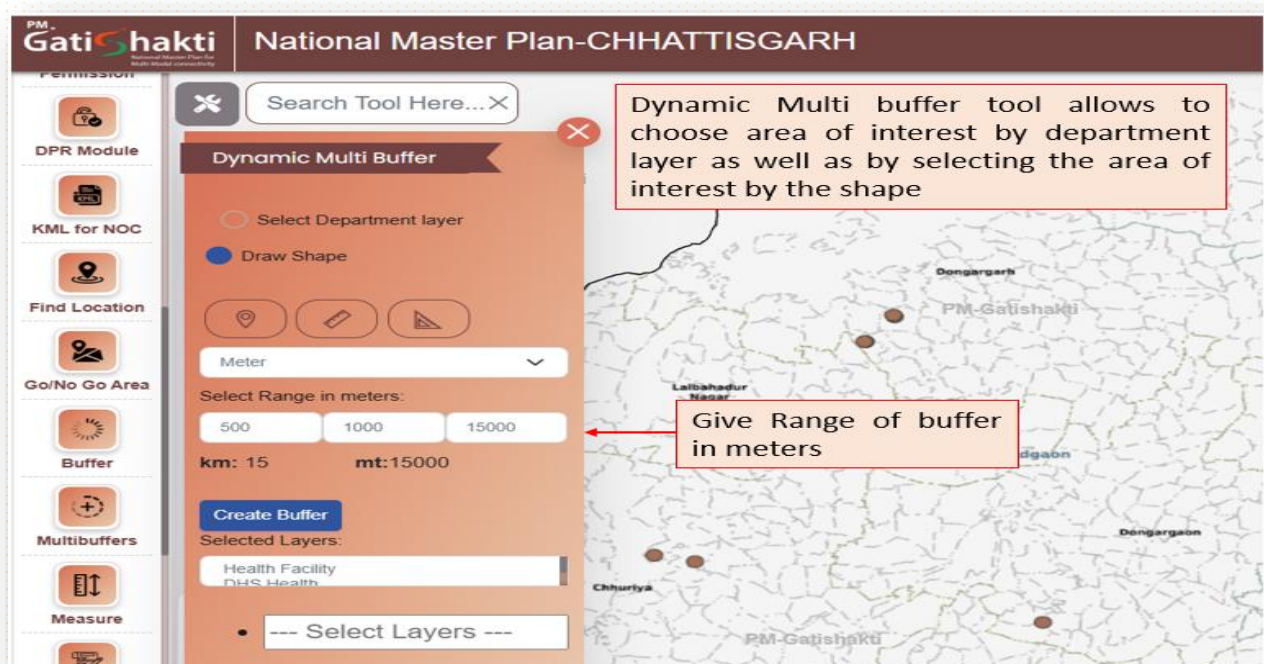 PM
GatiShakti
National Master Plan for
Multi Modal connectivity
National Master Plan-CHHATTISGARH
Permission
DPR Module
KML for NOC
Find Location
Go/No Go Area
Buffer
Multibuffers
Measure
Search Tool Here...
Dynamic Multi Buffer
Select Department layer
Draw Shape
Meter
Select Range in meters:
500 1000 15000
km: 15 mt:15000
Create Buffer
Selected Layers:
Health Facility
DHS Health
--- Select Layers ---
Dynamic Multi buffer tool allows to
choose area of interest by department
layer as well as by selecting the area of
interest by the shape
Dongargarh
PM-Gatishakti
Lalbahadur
Nagar
Give Range of buffer
in meters
Dongargaon
Chhuriya
PM-Gatishakti